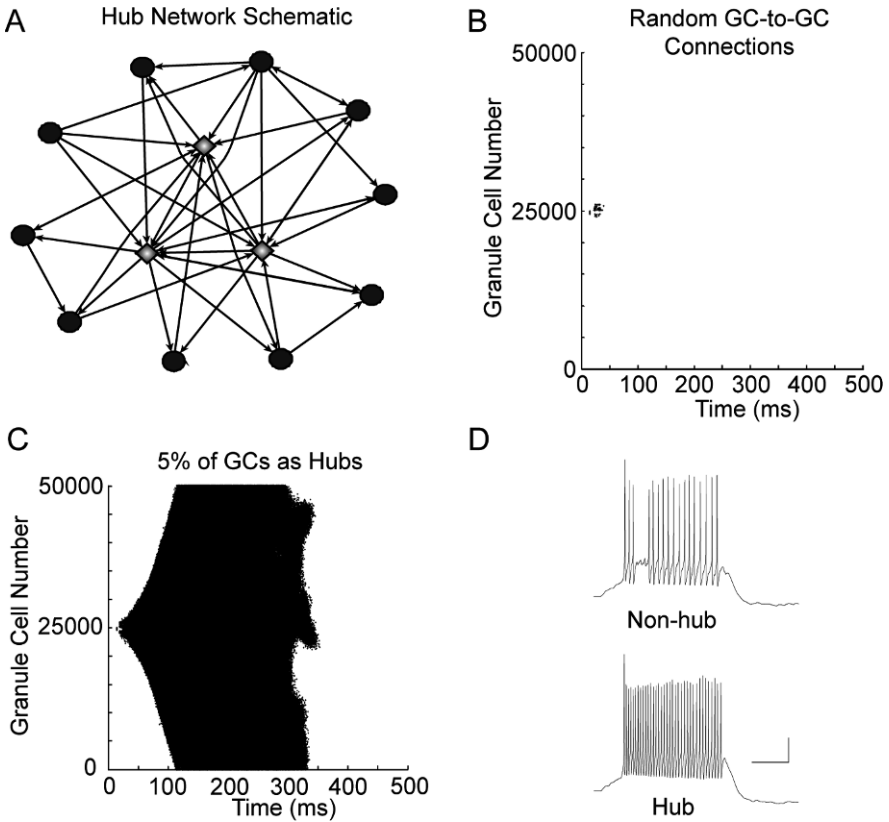 A
Hub Network Schematic
B
Random GC-to-GC
Connections
50000
25000
0
Granule Cell Number
0 100 200 300 400 500
Time (ms)
C
5% of GCs as Hubs
50000
25000
0
Granule Cell Number
0 100 200 300 400 500
Time (ms)
D
Non-hub
Hub